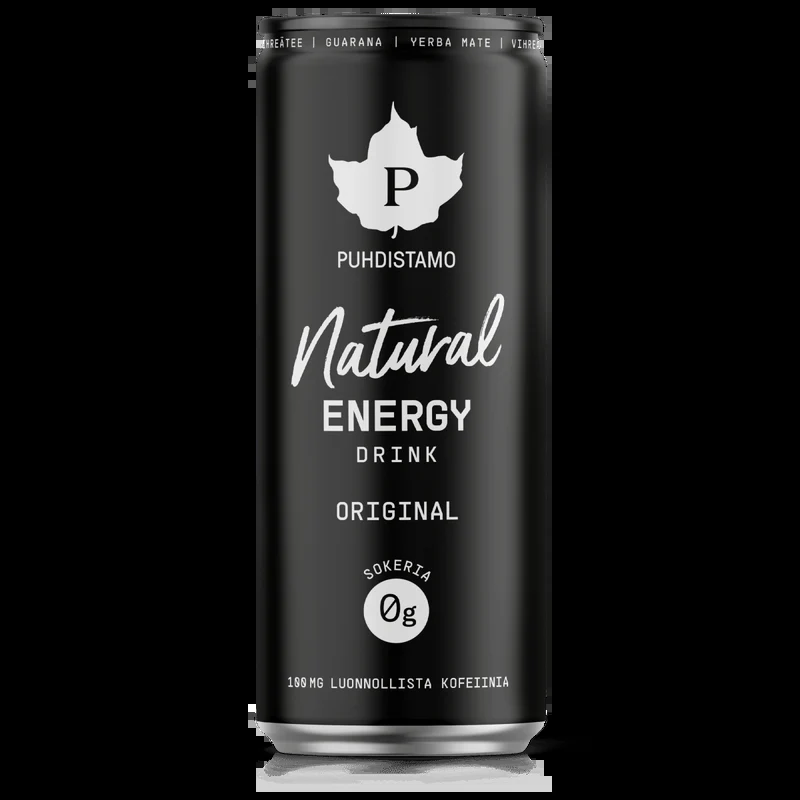 GUARANA | YERBA MATE |
P
PUHDISTAMO
Natural
ENERGY
DRINK
ORIGINAL
SOKERIA
0g
100 MG LUONNOLLISTA KOFEIINIA